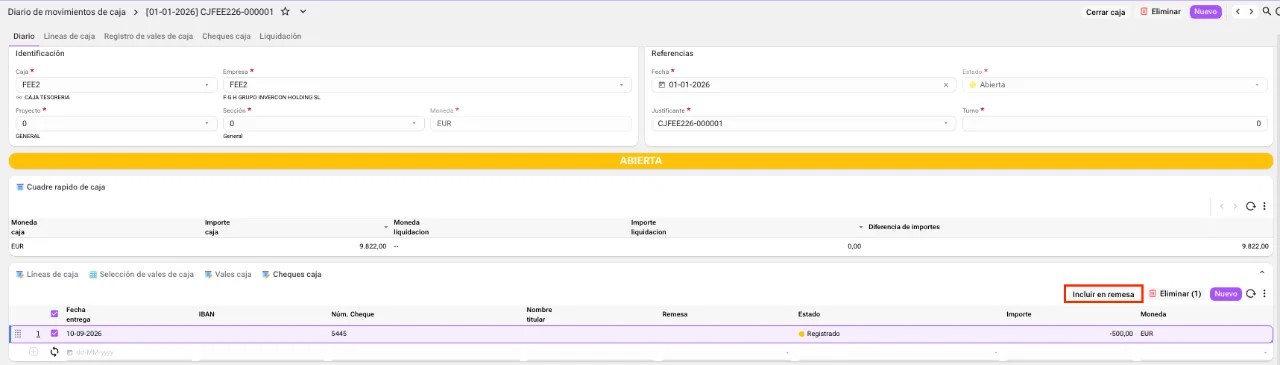 Diario de movimientos de caja > [01-01-2026] CJFEE226-000001
Cerrar caja Eliminar Nuevo
Diario Líneas de caja Registro de vales de caja Cheques caja Liquidación
Identificación
Referencias
Caja * Empresa * Fecha * Estado *
FEE2 FEE2 01-01-2026 Abierta
CAJA TESORERIA F G H GRUPO INVERCON HOLDING SL
Proyecto * Sección * Moneda * Justificante * Turno *
0 0 EUR CJFEE226-000001 0
GENERAL General
ABIERTA
Cuadre rapido de caja
Moneda caja Importe caja Moneda liquidacion Importe liquidacion Diferencia de importes
EUR 9.822,00 -- 0,00 9.822,00
Líneas de caja Selección de vales de caja Vales caja Cheques caja
Incluir en remesa Eliminar (1) Nuevo
Fecha entrega IBAN Núm. Cheque Nombre titular Remesa Estado Importe Moneda
1 10-09-2026 5445 Registrado -500,00 EUR
dd-MM-yyyy